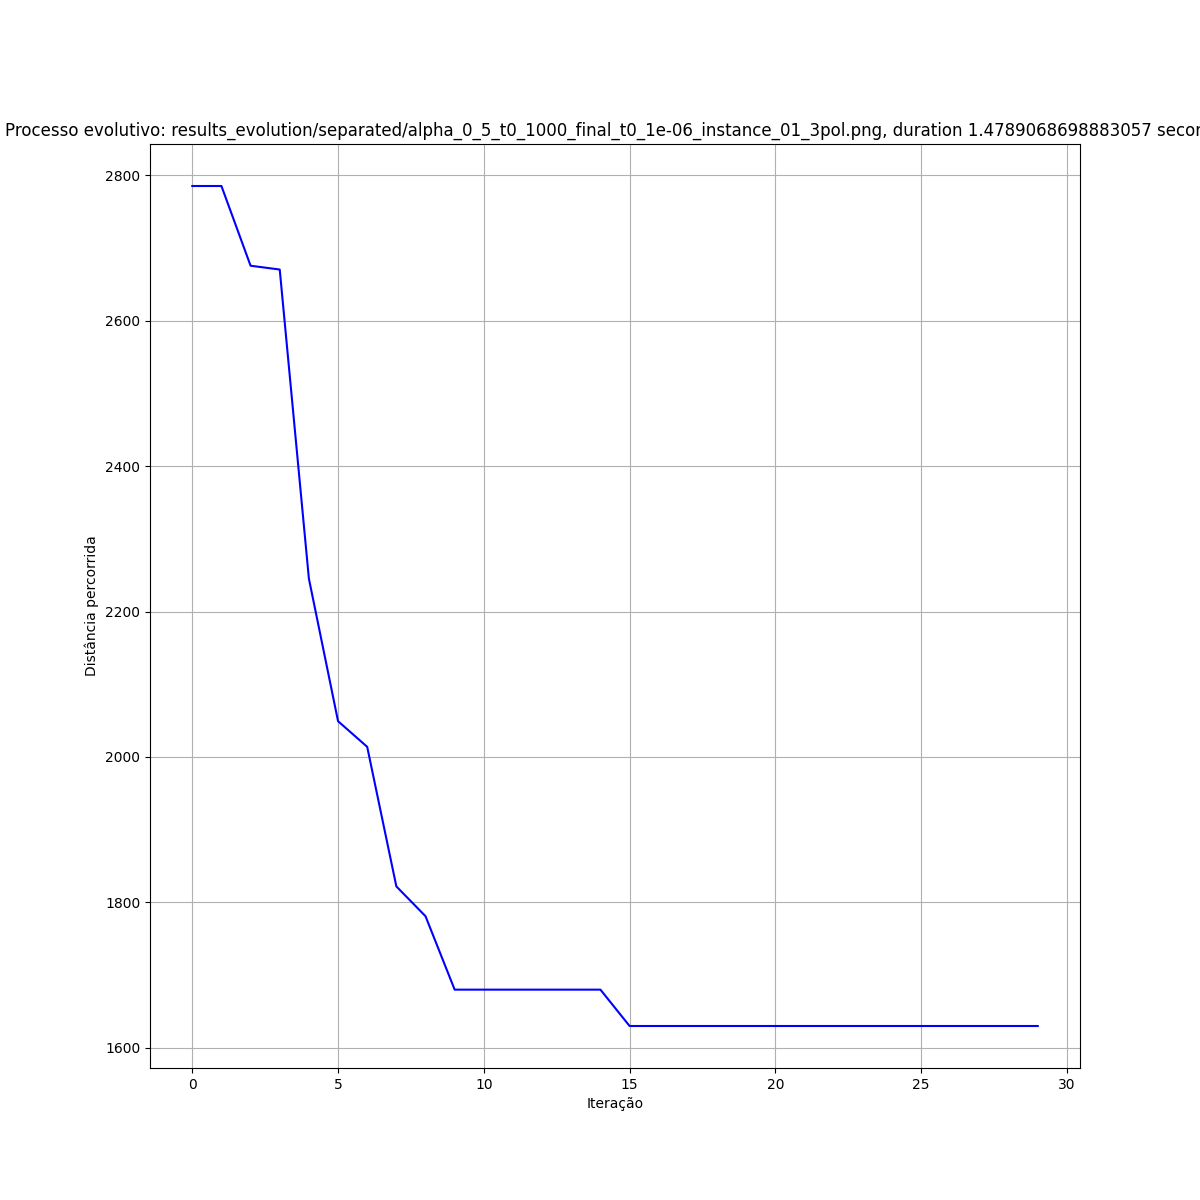 Processo evolutivo: results_evolution/separated/alpha_0_5_t0_1000_final_t0_1e-06_instance_01_3pol.png, duration 1.4789068698883057 secor
2800
2600
2400
2200
2000
1800
1600
Distância percorrida
0 5 10 15 20 25 30
Iteração